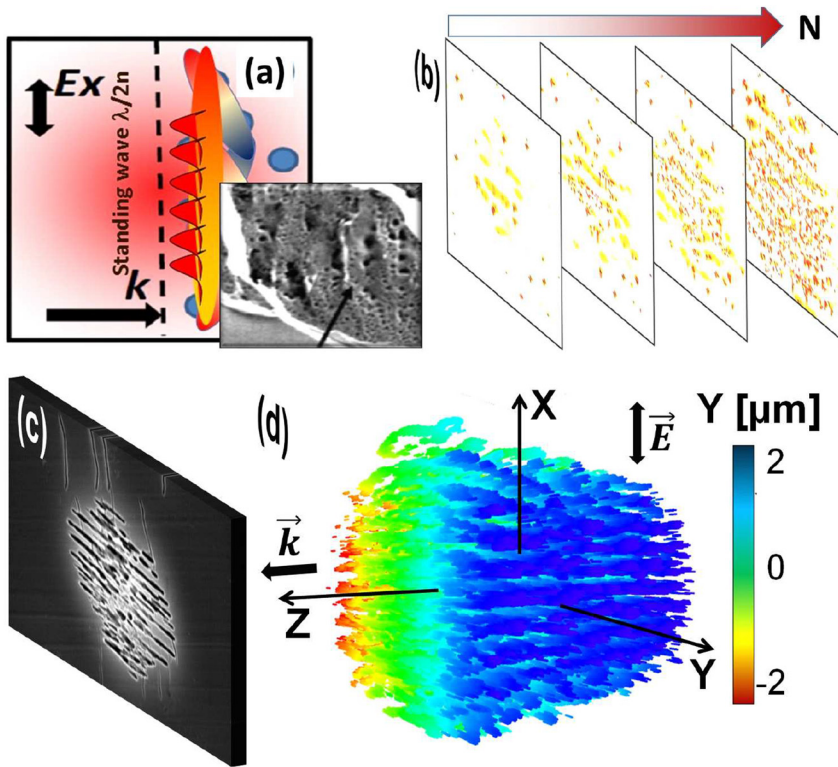 (a)
Ex
Standing wave λ/2n
k
(b)
N
(c)
(d)
X
E
Y [μm]
2
0
-2
k
Z
Y